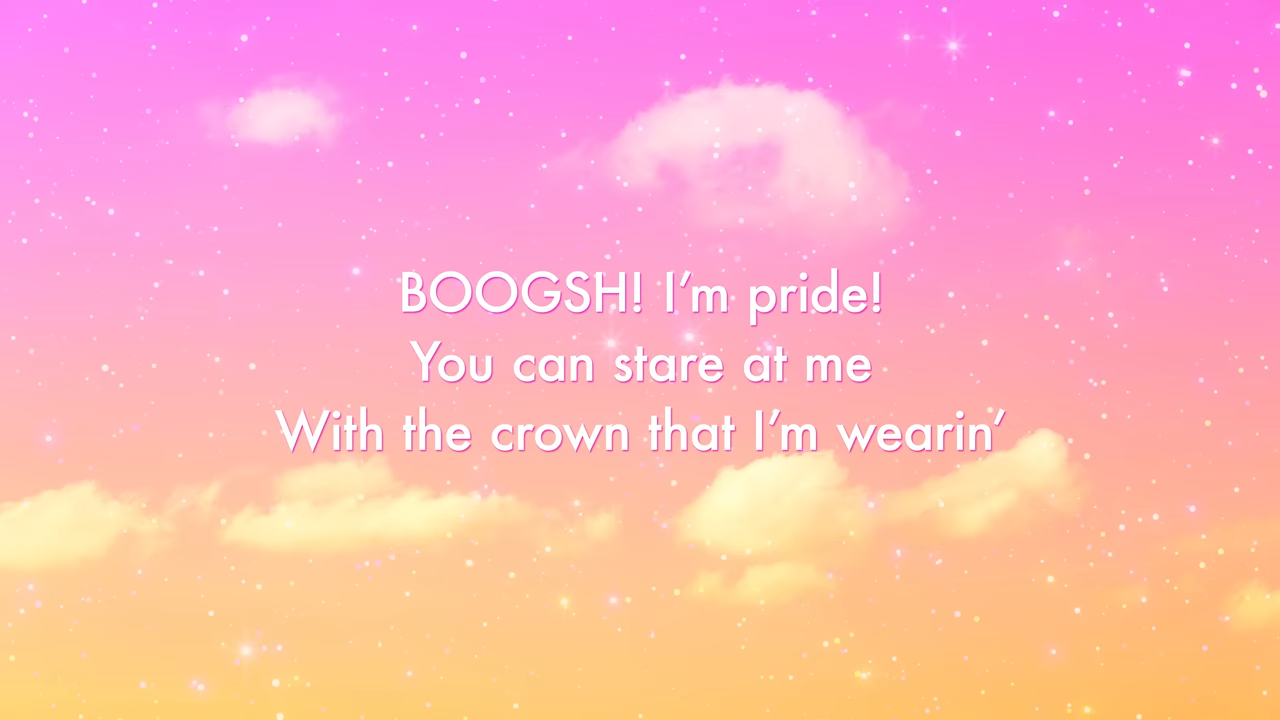 BOOGSH! I’m pride!
You can stare at me
With the crown that I’m wearin’